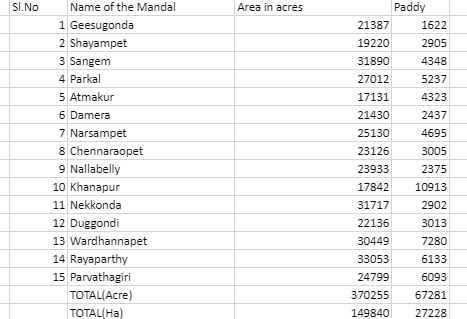 Sl.No Name of the Mandal Area in acres Paddy
1 Geesugonda 21387 1622
2 Shayampet 19220 2905
3 Sangem 31890 4348
4 Parkal 27012 5237
5 Atmakur 17131 4323
6 Damera 21430 2437
7 Narsampet 25130 4695
8 Chennaraopet 23126 3005
9 Nallabelly 23933 2375
10 Khanapur 17842 10913
11 Nekkonda 31717 2902
12 Duggondi 22136 3013
13 Wardhannapet 30449 7280
14 Rayaparthy 33053 6133
15 Parvathagiri 24799 6093
TOTAL(Acre) 370255 67281
TOTAL(Ha) 149840 27228